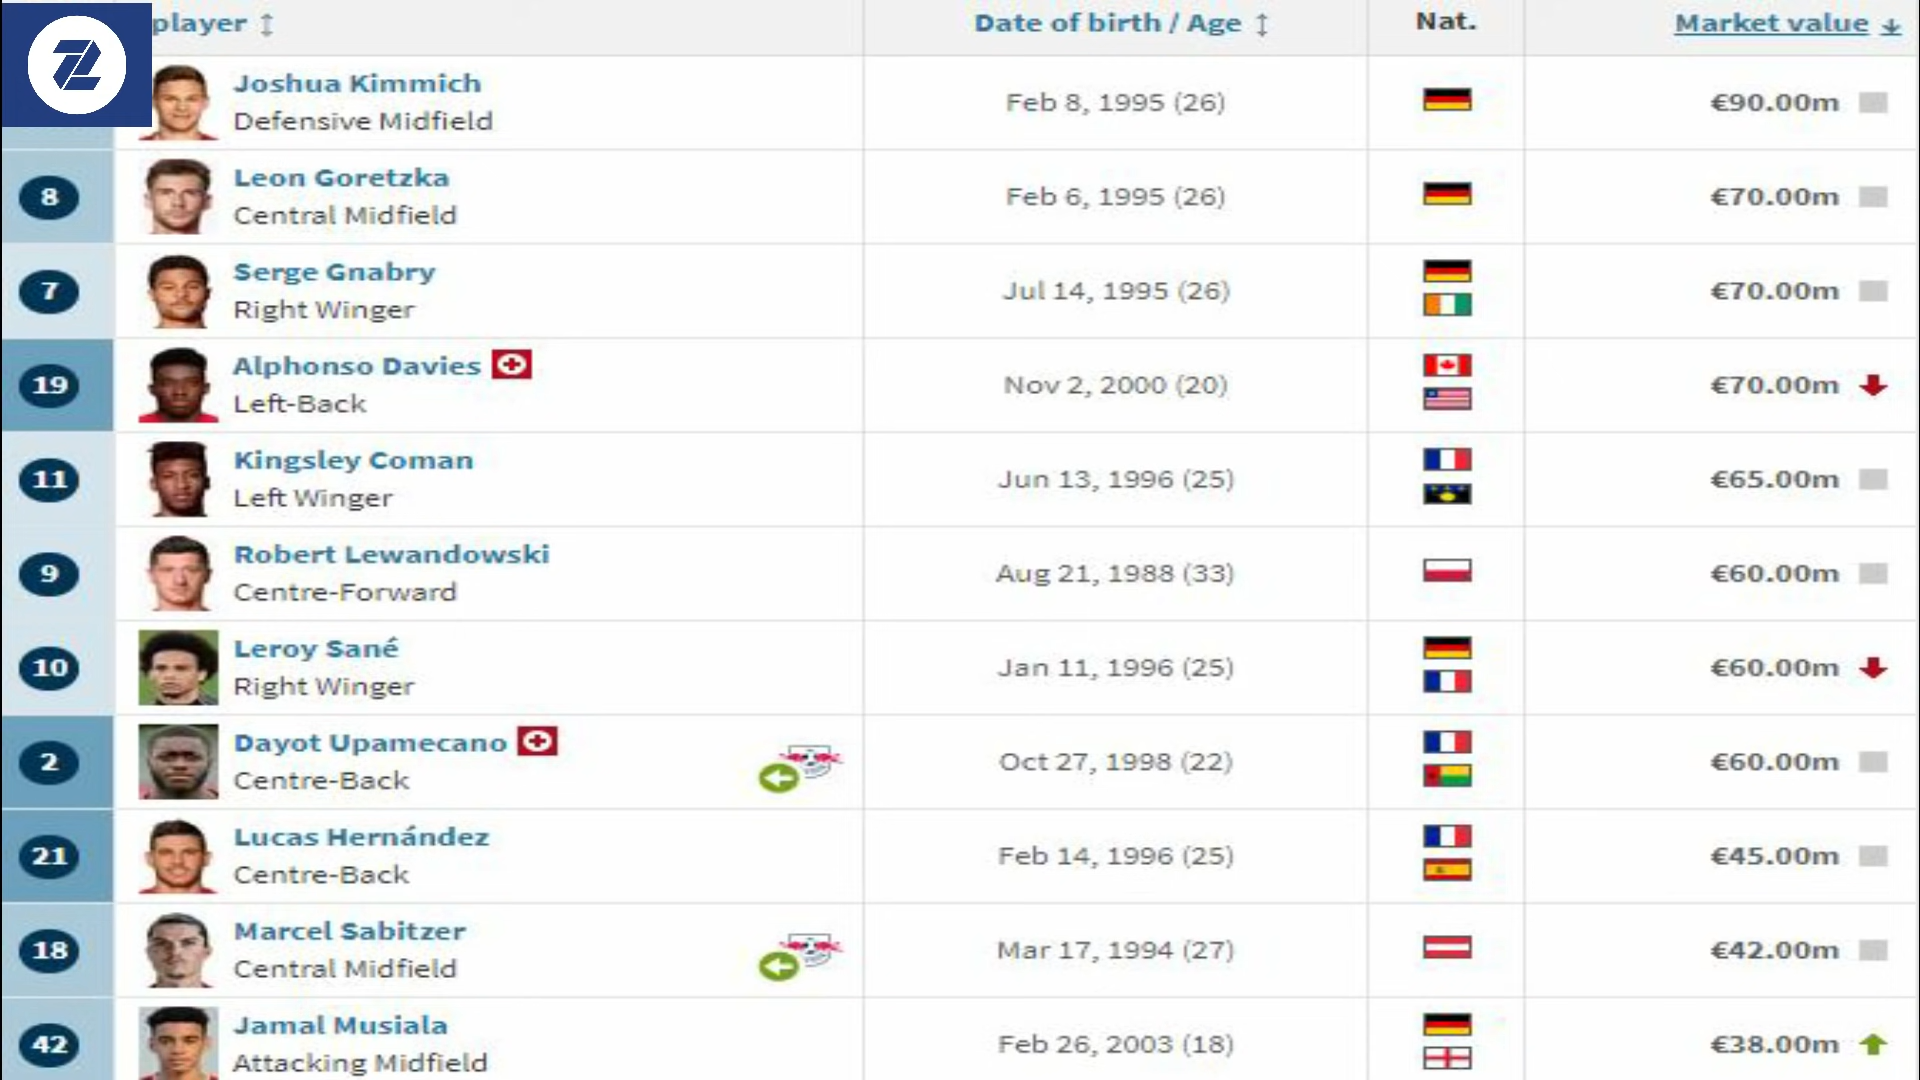 player Date of birth / Age Nat. Market value
Joshua Kimmich
Defensive Midfield
Feb 8, 1995 (26) €90.00m
8 Leon Goretzka
Central Midfield
Feb 6, 1995 (26) €70.00m
7 Serge Gnabry
Right Winger
Jul 14, 1995 (26) €70.00m
19 Alphonso Davies
Left-Back
Nov 2, 2000 (20) €70.00m
11 Kingsley Coman
Left Winger
Jun 13, 1996 (25) €65.00m
9 Robert Lewandowski
Centre-Forward
Aug 21, 1988 (33) €60.00m
10 Leroy Sané
Right Winger
Jan 11, 1996 (25) €60.00m
2 Dayot Upamecano
Centre-Back
Oct 27, 1998 (22) €60.00m
21 Lucas Hernández
Centre-Back
Feb 14, 1996 (25) €45.00m
18 Marcel Sabitzer
Central Midfield
Mar 17, 1994 (27) €42.00m
42 Jamal Musiala
Attacking Midfield
Feb 26, 2003 (18) €38.00m